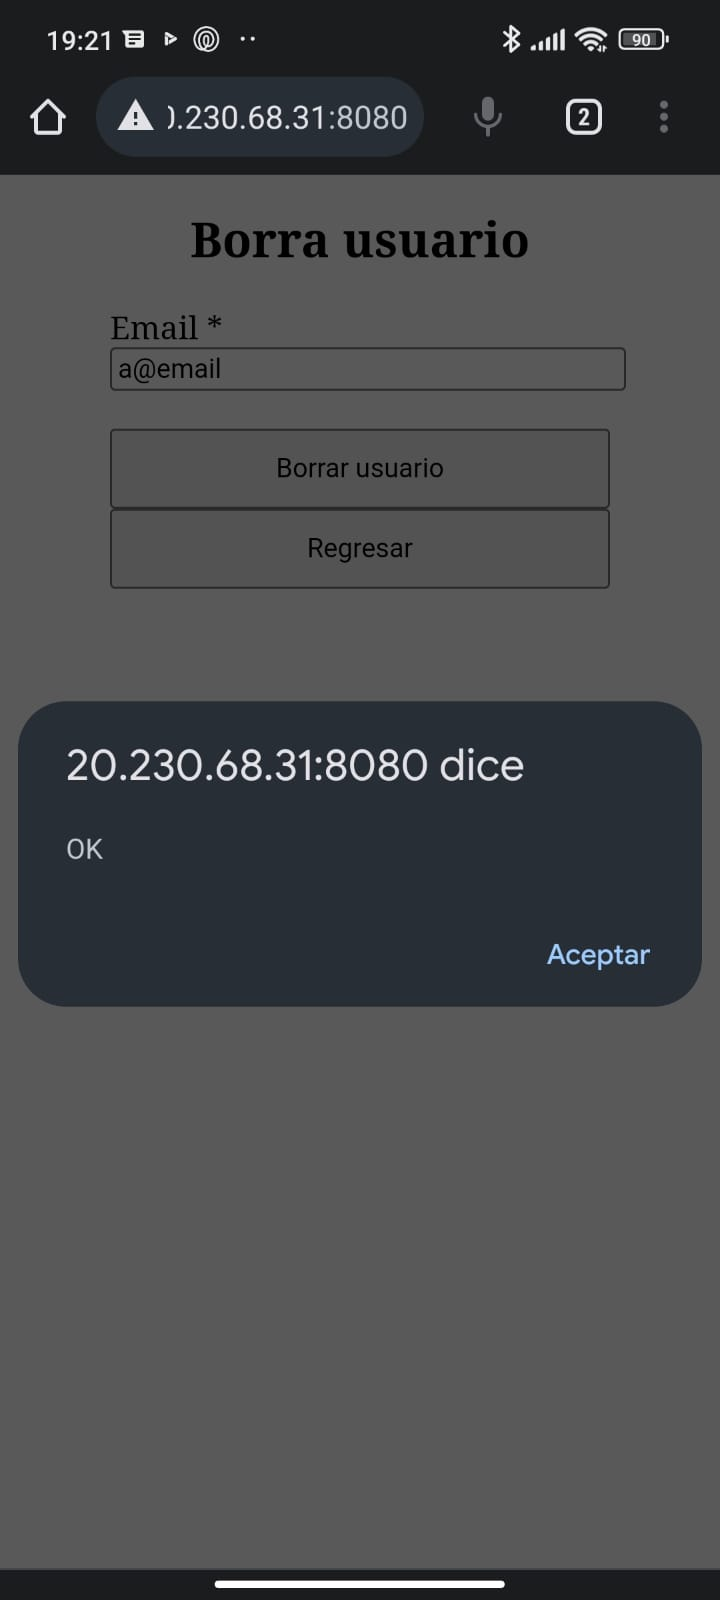 19:21
90
).230.68.31:8080
2
Borra usuario
Email *
a@email
Borrar usuario
Regresar
20.230.68.31:8080 dice
OK
Aceptar